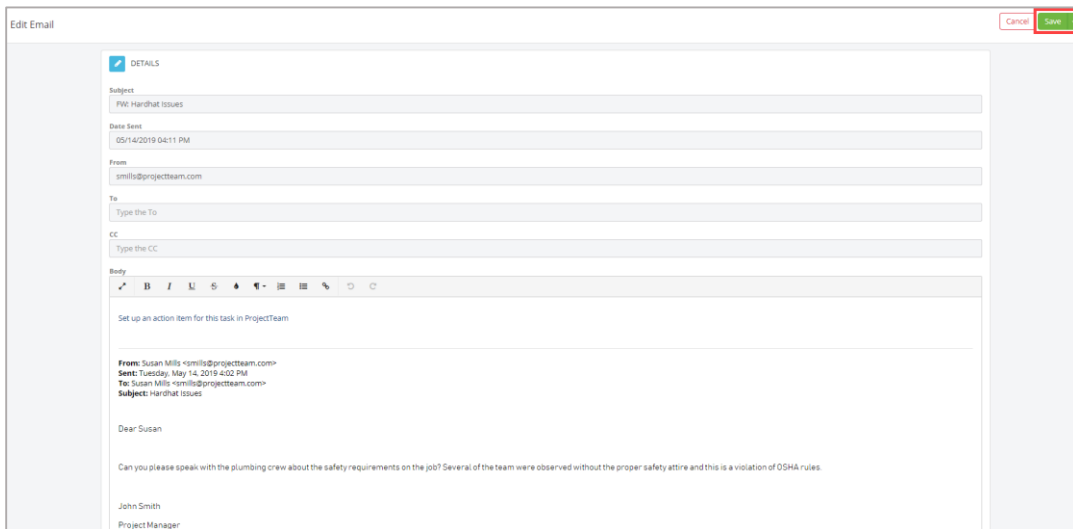 Edit Email
Cancel
Save
DETAILS
Subject
FW: Hardhat Issues
Date Sent
05/14/2019 04:11 PM
From
smills@projectteam.com
To
Type the To
CC
Type the CC
Body
B I U S ¶
Set up an action item for this task in ProjectTeam
From: Susan Mills <smills@projectteam.com>
Sent: Tuesday, May 14, 2019 4:02 PM
To: Susan Mills <smills@projectteam.com>
Subject: Hardhat Issues
Dear Susan
Can you please speak with the plumbing crew about the safety requirements on the job? Several of the team were observed without the proper safety attire and this is a violation of OSHA rules.
John Smith
Project Manager